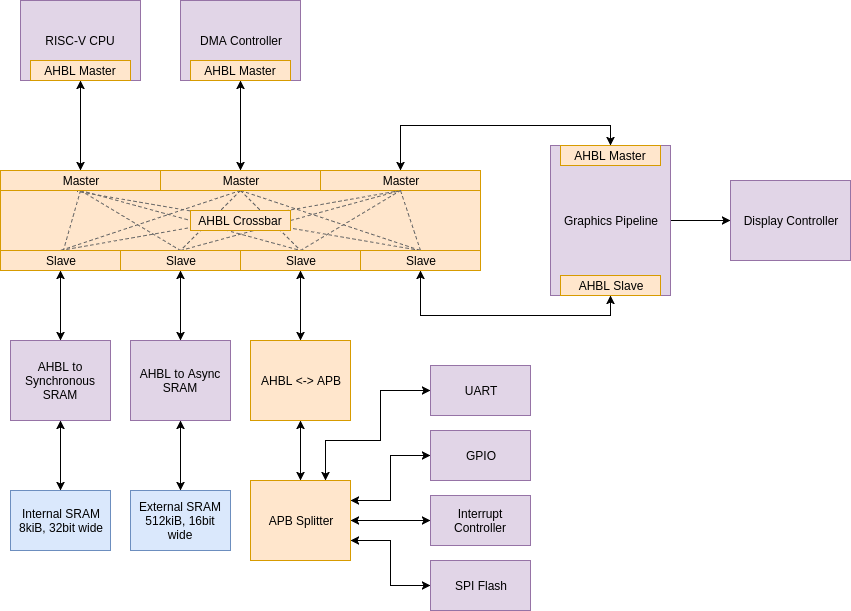 RISC-V CPU
AHBL Master
DMA Controller
AHBL Master
Master
Master
Master
AHBL Crossbar
Slave
Slave
Slave
Slave
AHBL Master
Graphics Pipeline
AHBL Slave
Display Controller
AHBL to
Synchronous
SRAM
AHBL to Async
SRAM
AHBL <-> APB
UART
GPIO
Internal SRAM
8kiB, 32bit wide
External SRAM
512kiB, 16bit
wide
APB Splitter
Interrupt
Controller
SPI Flash